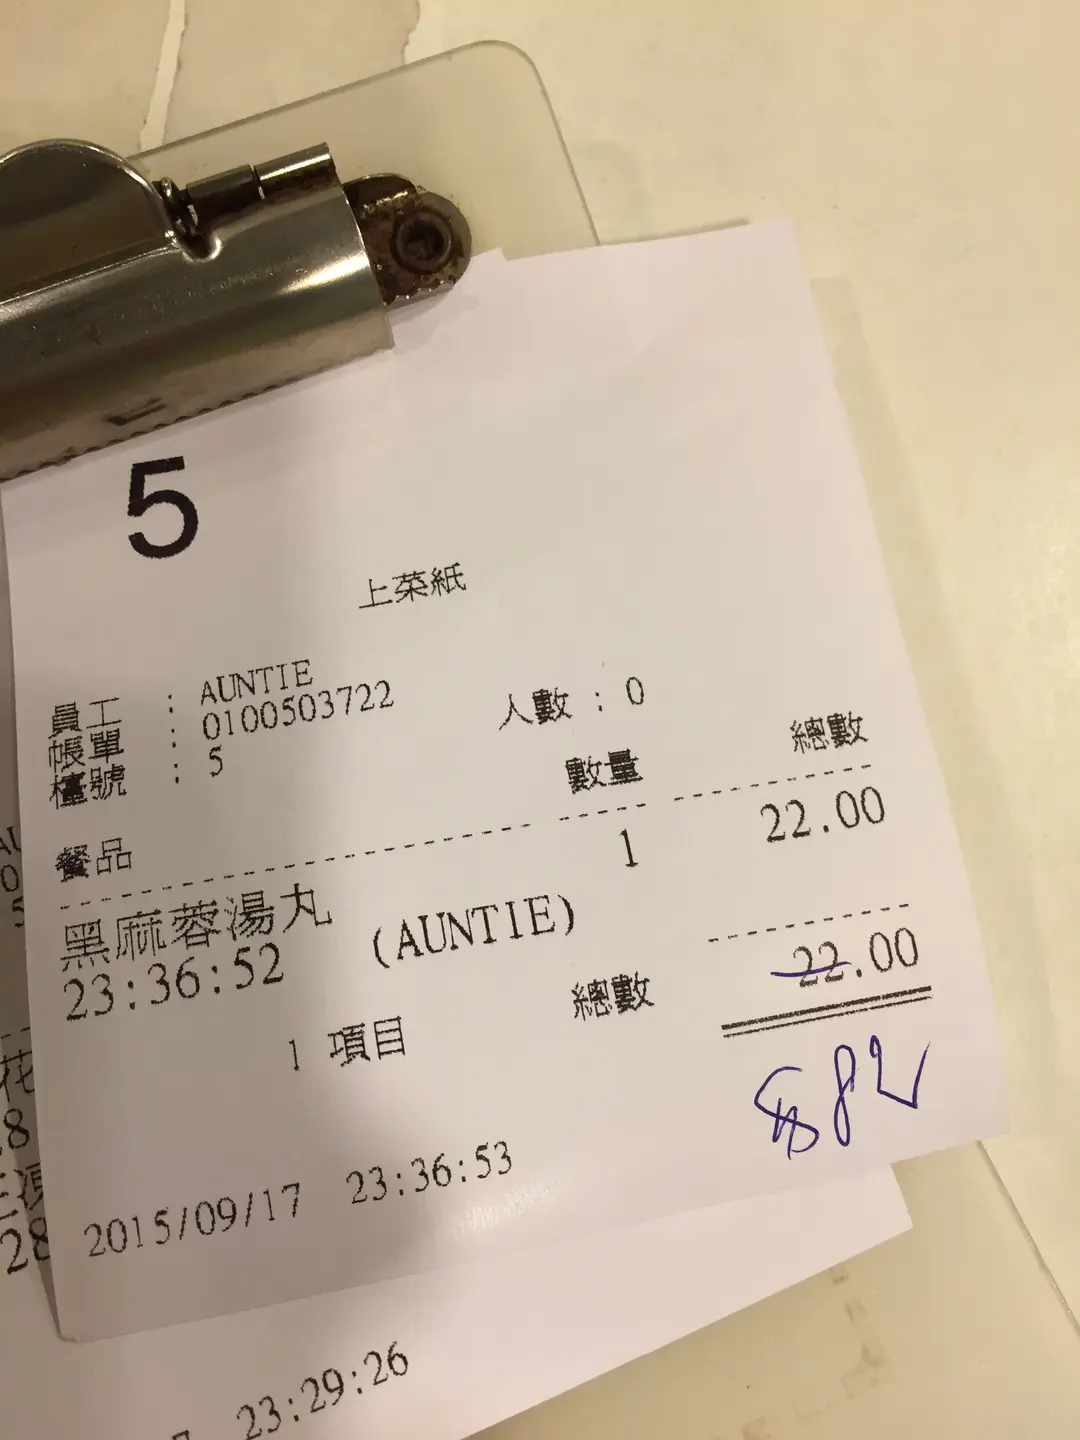 5
上菜紙
員工 : AUNTIE
帳單 : 0100503722
檯號 : 5 人數 : 0
餐品 數量 總數
黑麻蓉湯丸 1 22.00
23:36:52 (AUNTIE)
1 項目 總數 22.00
$82
2015/09/17 23:36:53
23:29:26